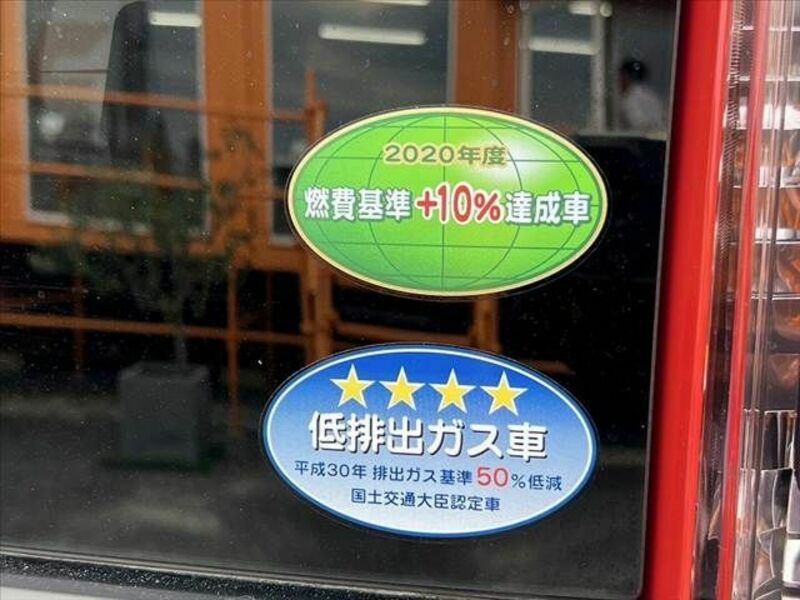 2020年度
燃費基準+10%達成車
低排出ガス車
平成30年 排出ガス基準50%低減
国土交通大臣認定車